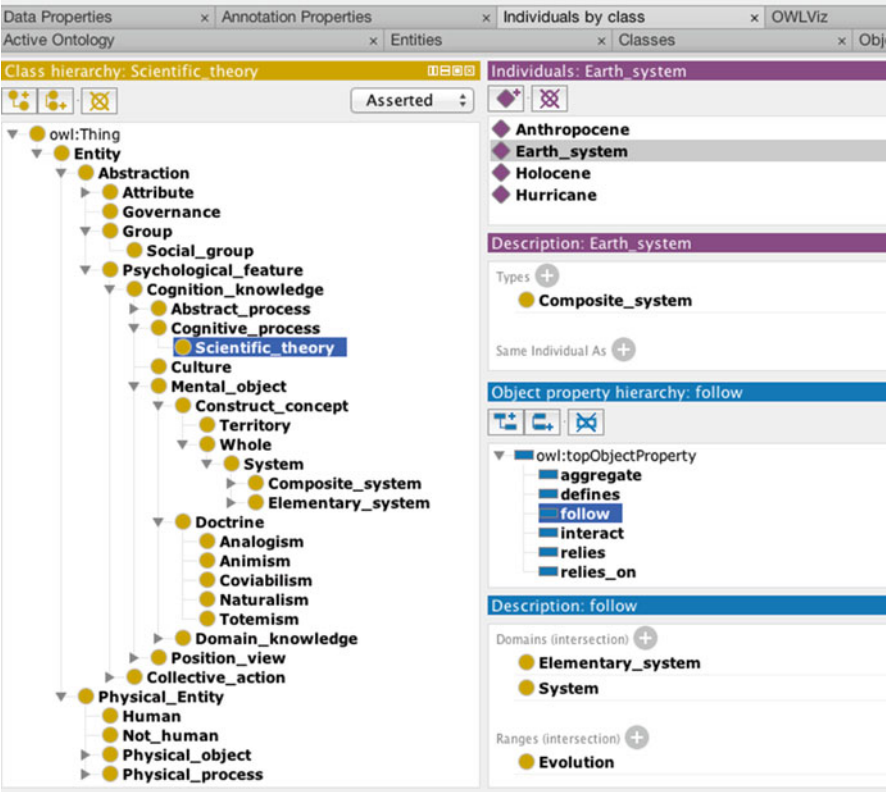 Data Properties × Annotation Properties × Individuals by class × OWLViz
Active Ontology × Entities × Classes × Obj
Class hierarchy: Scientific_theory
Asserted
owl:Thing
Entity
Abstraction
Attribute
Governance
Group
Social_group
Psychological_feature
Cognition_knowledge
Abstract_process
Cognitive_process
Scientific_theory
Culture
Mental_object
Construct_concept
Territory
Whole
System
Composite_system
Elementary_system
Doctrine
Analogism
Animism
Coviabilism
Naturalism
Totemism
Domain_knowledge
Position_view
Collective_action
Physical_Entity
Human
Not_human
Physical_object
Physical_process
Individuals: Earth_system
Anthropocene
Earth_system
Holocene
Hurricane
Description: Earth_system
Types
Composite_system
Same Individual As
Object property hierarchy: follow
owl:topObjectProperty
aggregate
defines
follow
interact
relies
relies_on
Description: follow
Domains (intersection)
Elementary_system
System
Ranges (intersection)
Evolution